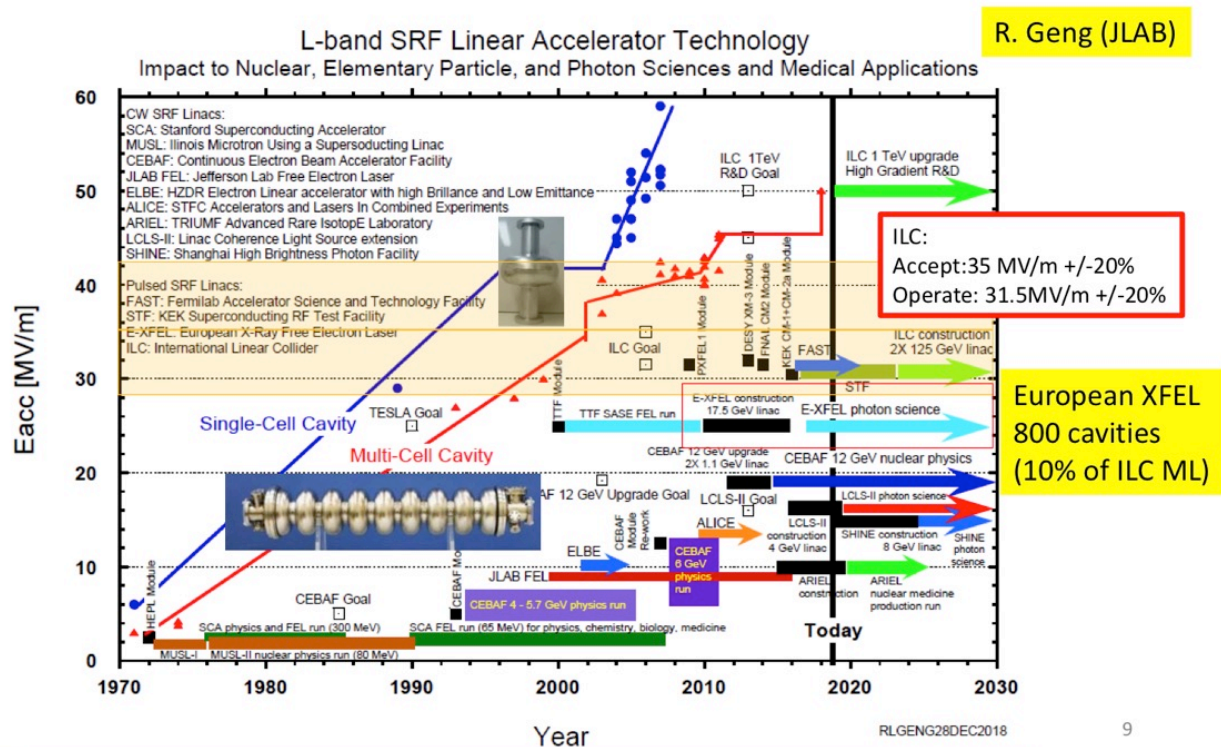 R. Geng (JLAB)
L-band SRF Linear Accelerator Technology
Impact to Nuclear, Elementary Particle, and Photon Sciences and Medical Applications
Eacc [MV/m]
60
50
40
30
20
10
0
CW SRF Linacs:
SCA: Stanford Superconducting Accelerator
MUSL: Ilinois Microtron Using a Supersoducting Linac
CEBAF: Continuous Electron Beam Accelerator Facility
JLAB FEL: Jefferson Lab Free Electron Laser
ELBE: HZDR Electron Linear accelerator with high Brillance and Low Emittance
ALICE: STFC Accelerators and Lasers In Combined Experiments
ARIEL: TRIUMF Advanced Rare IsotopE Laboratory
LCLS-II: Linac Coherence Light Source extension
SHINE: Shanghai High Brightness Photon Facility
Pulsed SRF Linacs:
FAST: Fermilab Accelerator Science and Technology Facility
STF: KEK Superconducting RF Test Facility
E-XFEL: European X-Ray Free Electron Laser
ILC: International Linear Collider
ILC 1TeV
R&D Goal
ILC 1 TeV upgrade
High Gradient R&D
ILC:
Accept:35 MV/m +/-20%
Operate: 31.5MV/m +/-20%
ILC Goal
PXFEL1 Module
DESY XM-3 Module
FNAL CM2 Module
KEK CM-1+CM-2a Module
FAST
ILC construction
2X 125 GeV linac
STF
TESLA Goal
TTF Module
TTF SASE FEL run
E-XFEL construction
17.5 GeV linac
E-XFEL photon science
European XFEL
800 cavities
(10% of ILC ML)
Single-Cell Cavity
Multi-Cell Cavity
CEBAF 12 GeV upgrade
2X 1.1 GeV linac
CEBAF 12 GeV nuclear physics
AF 12 GeV Upgrade Goal
LCLS-II Goal
LCLS-II photon science
LCLS-II
construction
4 GeV linac
SHINE construction
8 GeV linac
SHINE
photon
science
ALICE
CEBAF
Module
Re-work
ELBE
CEBAF
6 GeV
physics
run
JLAB FEL
ARIEL
construction
ARIEL
nuclear medicine
production run
HEPL Module
CEBAF Mo
CEBAF Goal
CEBAF 4 - 5.7 GeV physics run
SCA physics and FEL run (300 MeV)
SCA FEL run (65 MeV) for physics, chemistry, biology, medicine
MUSL-I
MUSL-II nuclear physics run (80 MeV)
Today
1970
1980
1990
2000
2010
2020
2030
Year
RLGENG28DEC2018
9